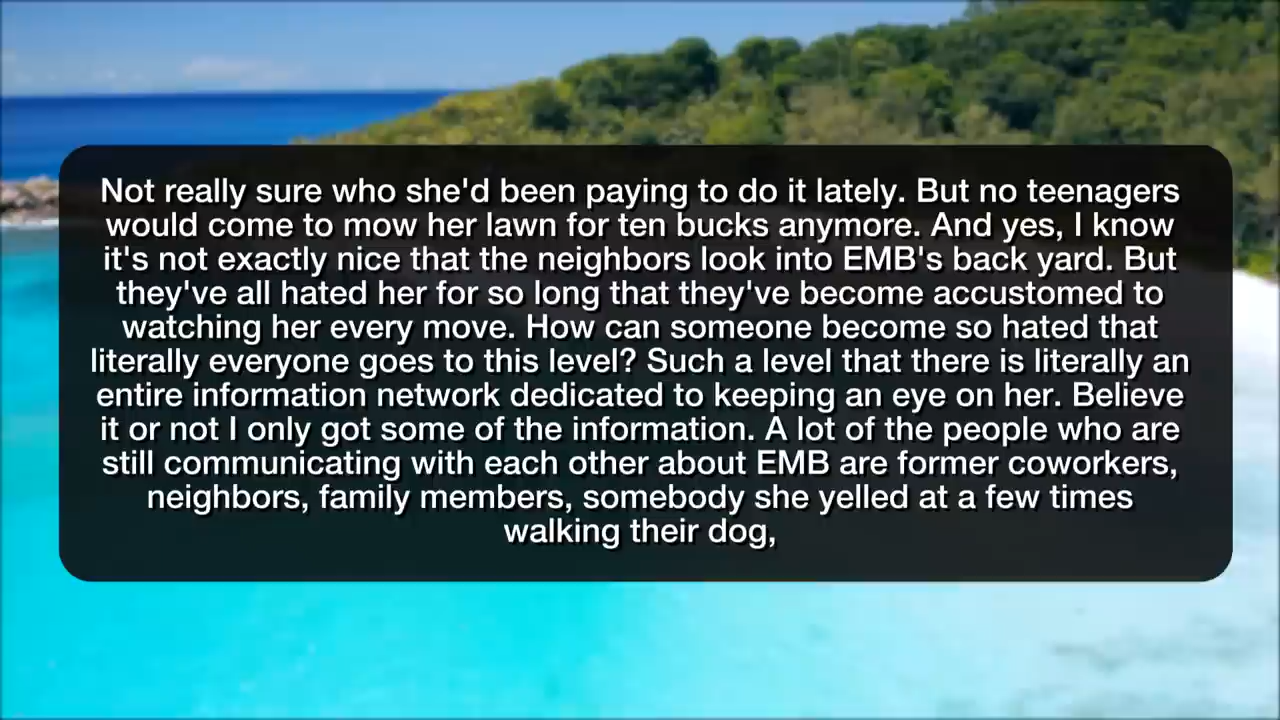 Not really sure who she'd been paying to do it lately. But no teenagers
would come to mow her lawn for ten bucks anymore. And yes, I know
it's not exactly nice that the neighbors look into EMB's back yard. But
they've all hated her for so long that they've become accustomed to
watching her every move. How can someone become so hated that
literally everyone goes to this level? Such a level that there is literally an
entire information network dedicated to keeping an eye on her. Believe
it or not I only got some of the information. A lot of the people who are
still communicating with each other about EMB are former coworkers,
neighbors, family members, somebody she yelled at a few times
walking their dog,